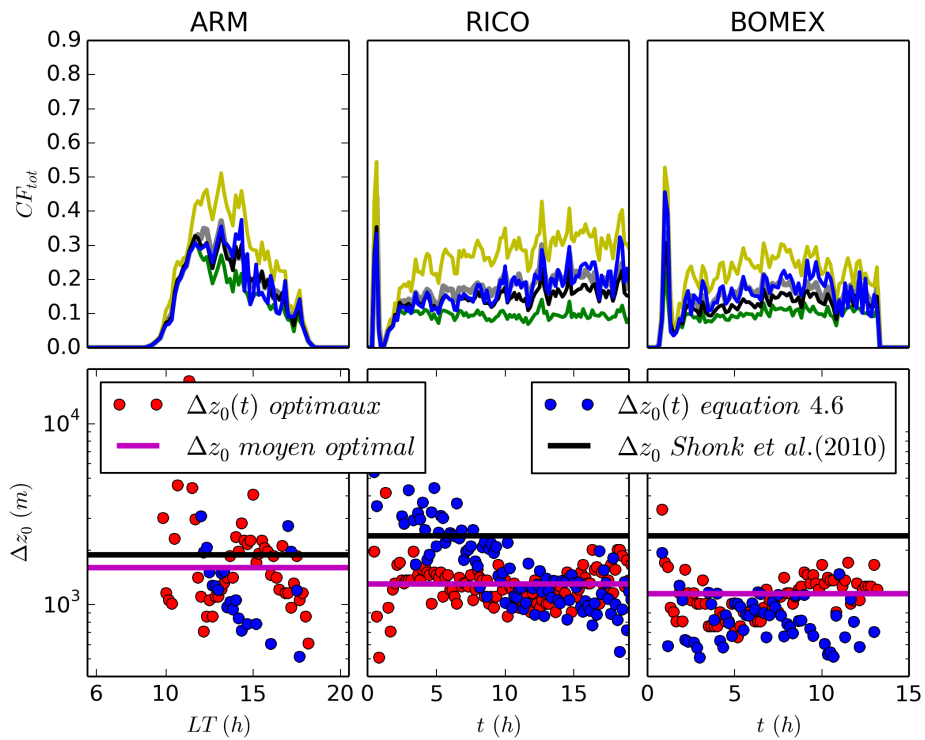 ARM RICO BOMEX
0.9
0.8
0.7
0.6
0.5
0.4
0.3
0.2
0.1
0.0
CF_tot
Δz₀(t) optimaux
Δz₀ moyen optimal
Δz₀(t) equation 4.6
Δz₀ Shonk et al.(2010)
10⁴
10³
Δz₀ (m)
6 10 15 20 0 5 10 15 0 5 10 15
LT (h) t (h) t (h)